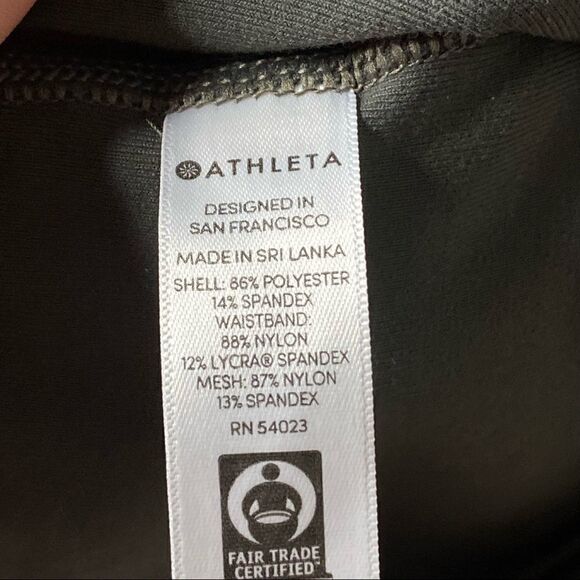 ATHLETA
DESIGNED IN
SAN FRANCISCO
MADE IN SRI LANKA
SHELL: 86% POLYESTER
14% SPANDEX
WAISTBAND:
88% NYLON
12% LYCRA® SPANDEX
MESH: 87% NYLON
13% SPANDEX
RN 54023
FAIR TRADE
CERTIFIED™